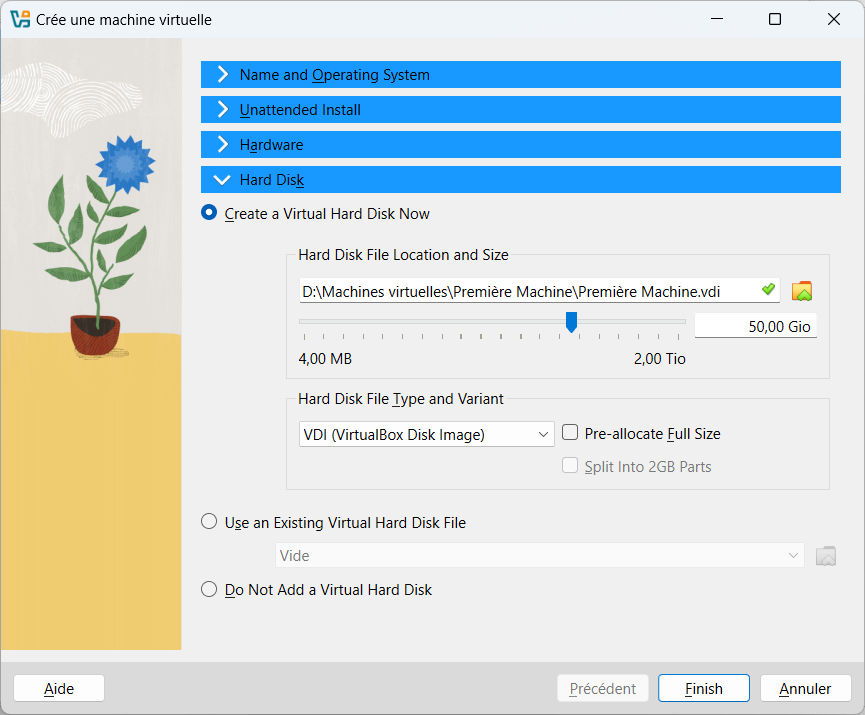 Crée une machine virtuelle
Name and Operating System
Unattended Install
Hardware
Hard Disk
Create a Virtual Hard Disk Now
Hard Disk File Location and Size
D:\Machines virtuelles\Première Machine\Première Machine.vdi
50,00 Gio
4,00 MB 2,00 Tio
Hard Disk File Type and Variant
VDI (VirtualBox Disk Image) Pre-allocate Full Size
Split Into 2GB Parts
Use an Existing Virtual Hard Disk File
Vide
Do Not Add a Virtual Hard Disk
Aide Précédent Finish Annuler